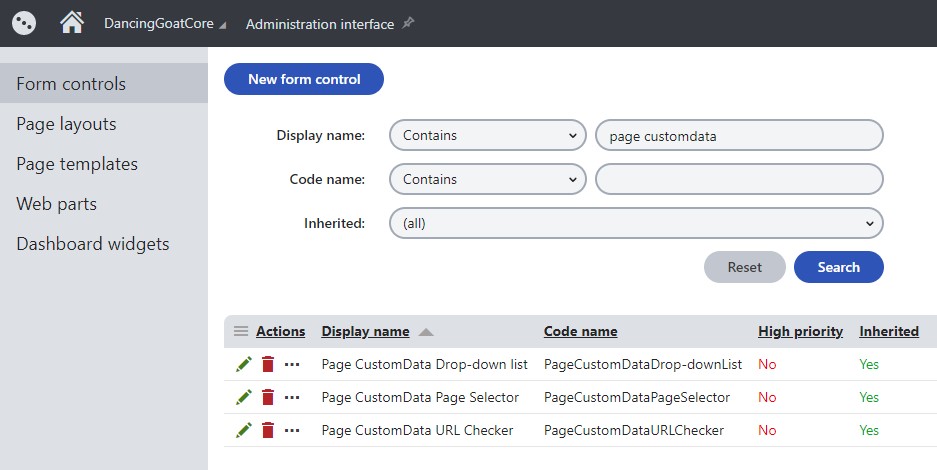 DancingGoatCore Administration interface
Form controls
Page layouts
Page templates
Web parts
Dashboard widgets
New form control
Display name: Contains page customdata
Code name: Contains
Inherited: (all)
Reset Search
Actions Display name Code name High priority Inherited
Page CustomData Drop-down list PageCustomDataDrop-downList No Yes
Page CustomData Page Selector PageCustomDataPageSelector No Yes
Page CustomData URL Checker PageCustomDataURLChecker No Yes